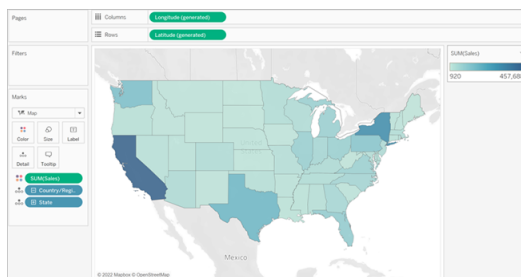 Pages
Columns
Longitude (generated)
Rows
Latitude (generated)
Filters
Marks
Map
Color
Size
Label
Detail
Tooltip
SUM(Sales)
Country/Regi..
State
Mexico
© 2022 Mapbox © OpenStreetMap
SUM(Sales)
920
457,68